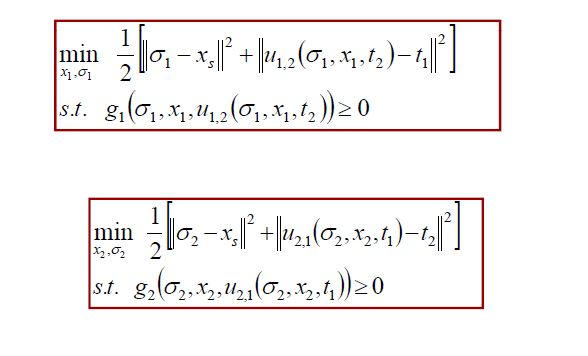 min x₁,σ₁ 1/2 [‖σ₁ − xₛ‖² + ‖u₁,₂(σ₁, x₁, t₂) − t₁‖²]
s.t. g₁(σ₁, x₁, u₁,₂(σ₁, x₁, t₂)) ≥ 0
min x₂,σ₂ 1/2 [‖σ₂ − xₛ‖² + ‖u₂,₁(σ₂, x₂, t₁) − t₂‖²]
s.t. g₂(σ₂, x₂, u₂,₁(σ₂, x₂, t₁)) ≥ 0